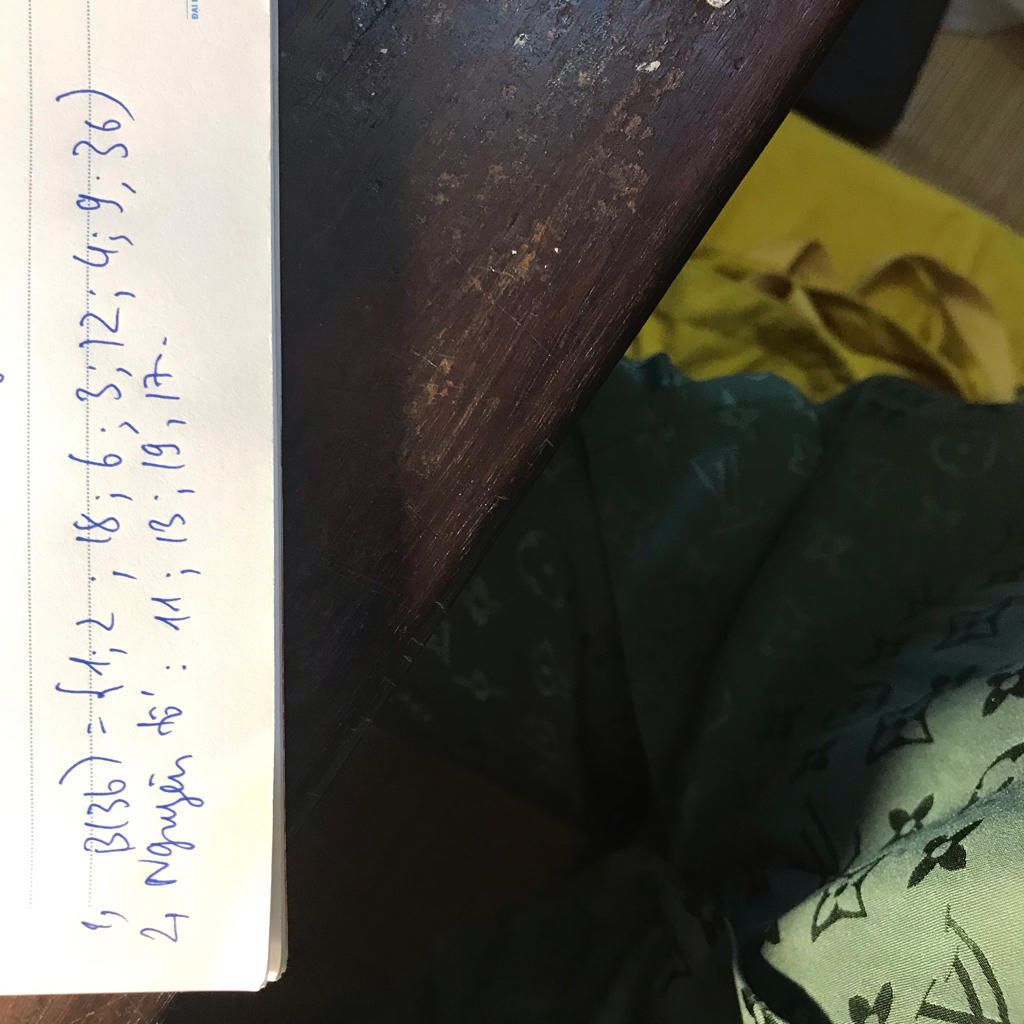 1, B(36) = {1; 2 ; 18 ; 6 ; 3 ; 12 ; 4 ; 9 ; 36)
2, Nguyên tố : 11 ; 13 ; 19 ; 17.